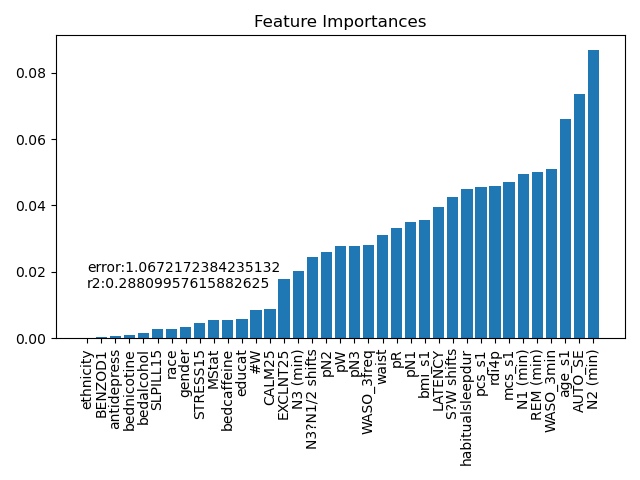 Feature Importances
0.08
0.06
0.04
0.02
0.00
error:1.0672172384235132
r2:0.28809957615882625
ethnicity
BENZOD1
antidepress
bednicotine
bedalcohol
SLPILL15
race
gender
STRESS15
MStat
bedcaffeine
educat
#W
CALM25
EXCLNT25
N3 (min)
N3?N1/2 shifts
pN2
pW
pN3
WASO_3freq
waist
pR
pN1
bmi_s1
LATENCY
S?W shifts
habitualsleepdur
pcs_s1
rdi4p
mcs_s1
N1 (min)
REM (min)
WASO_3min
age_s1
AUTO_SE
N2 (min)